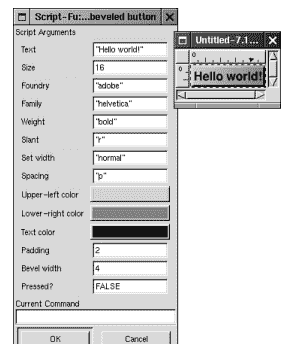 Script-Fu:...beveled button
Script Arguments
Text "Hello world!"
Size 16
Foundry "adobe"
Family "helvetica"
Weight "bold"
Slant "r"
Set width "normal"
Spacing "p"
Upper-left color
Lower-right color
Text color
Padding 2
Bevel width 4
Pressed? FALSE
Current Command
OK Cancel
Untitled-7.1...
0
0
Hello world!